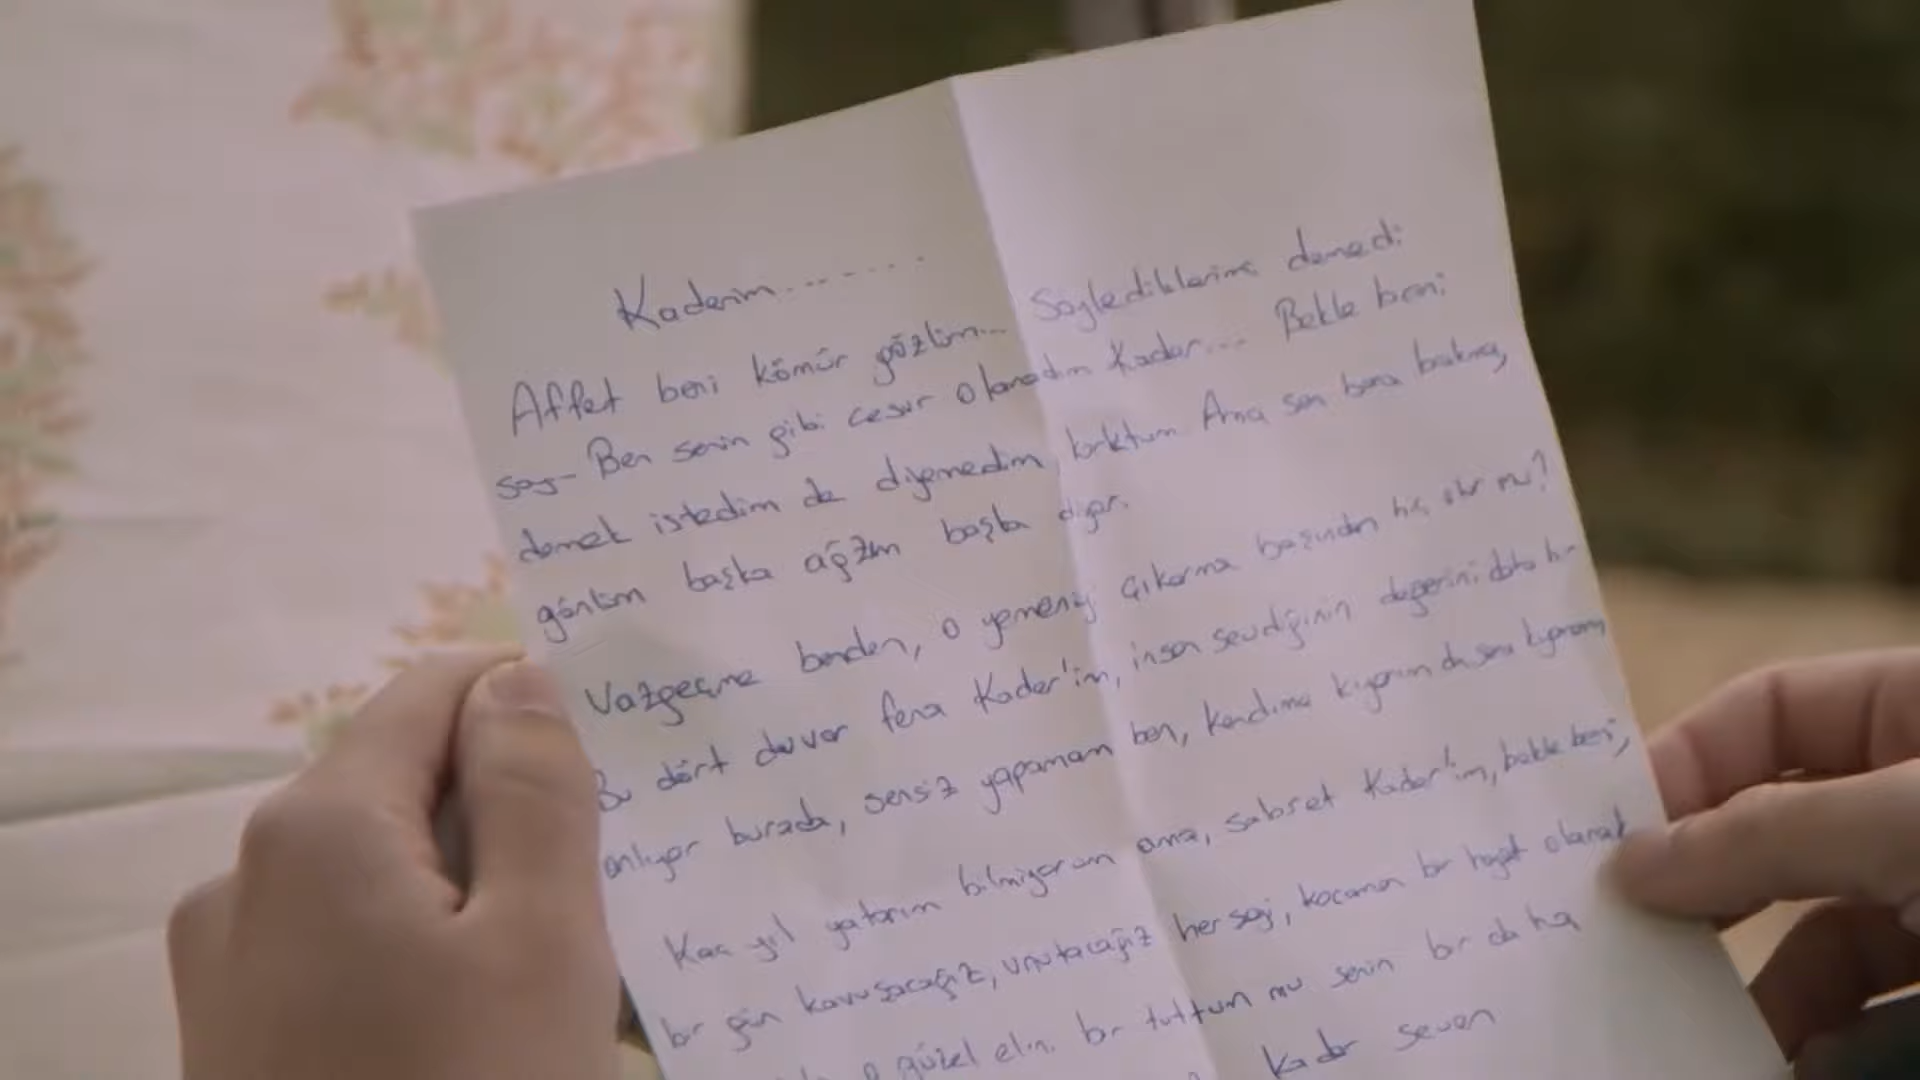 Kaderim........
Affet beni kömür gözlüm... Söylediklerimi demedi
say- Ben senin gibi cesur olamadım Kader... Bekle beni
demek istedim de diyemedim, korktum. Ama sen bana bakma,
gönlüm başka ağzım başka diyor.
Vazgeçme benden, o yemeniyi çıkarma başından hiç olur mu?
Bu dört duvar fena Kader'im, insan sevdiğinin değerini daha bir
anlıyor burada, sensiz yapamam ben, kendime kıyarım da sana kıyamam
Kaç yıl yatarım bilmiyorum ama, sabret Kader'im, bekle beni,
bir gün kavuşacağız, unutacağız her şeyi, kocaman bir hayat olacak
o güzel elini bir tuttum mu senin bir daha
Kadir seven